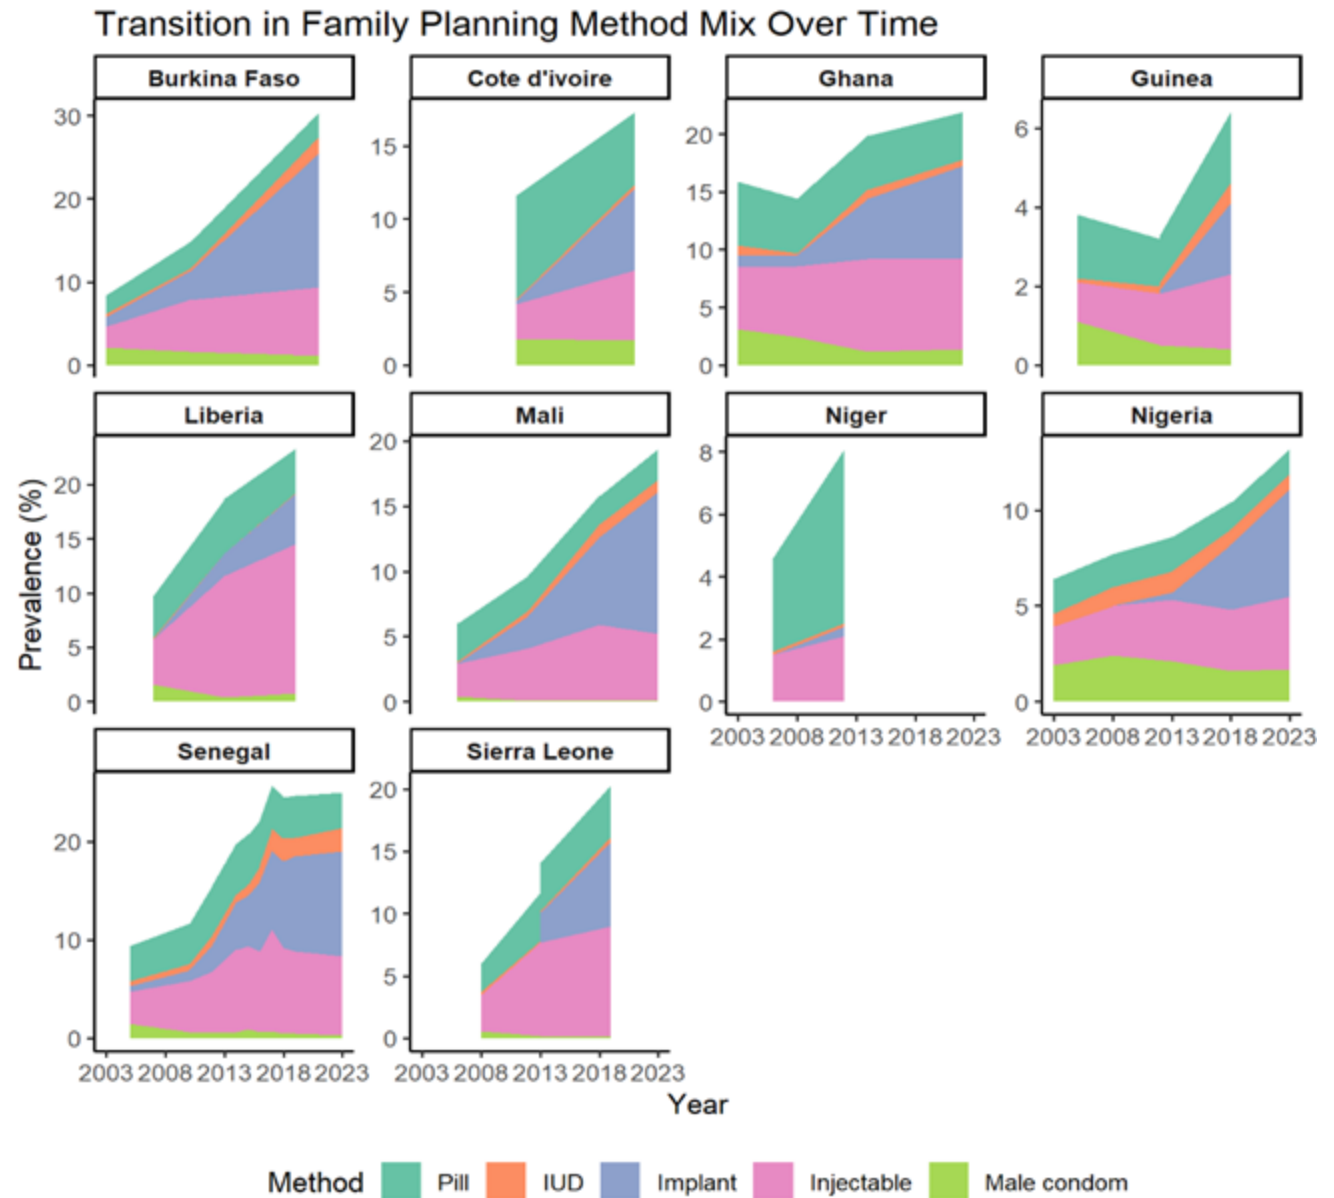 Transition in Family Planning Method Mix Over Time
Burkina Faso
Cote d'ivoire
Ghana
Guinea
30
20
10
0
15
10
5
0
20
15
10
5
0
6
4
2
0
Liberia
Mali
Niger
Nigeria
20
15
10
5
0
20
15
10
5
0
8
6
4
2
0
10
5
0
2003 2008 2013 2018 2023
2003 2008 2013 2018 2023
Prevalence (%)
Senegal
Sierra Leone
20
10
0
20
15
10
5
0
2003 2008 2013 2018 2023
2003 2008 2013 2018 2023
Year
Method Pill IUD Implant Injectable Male condom